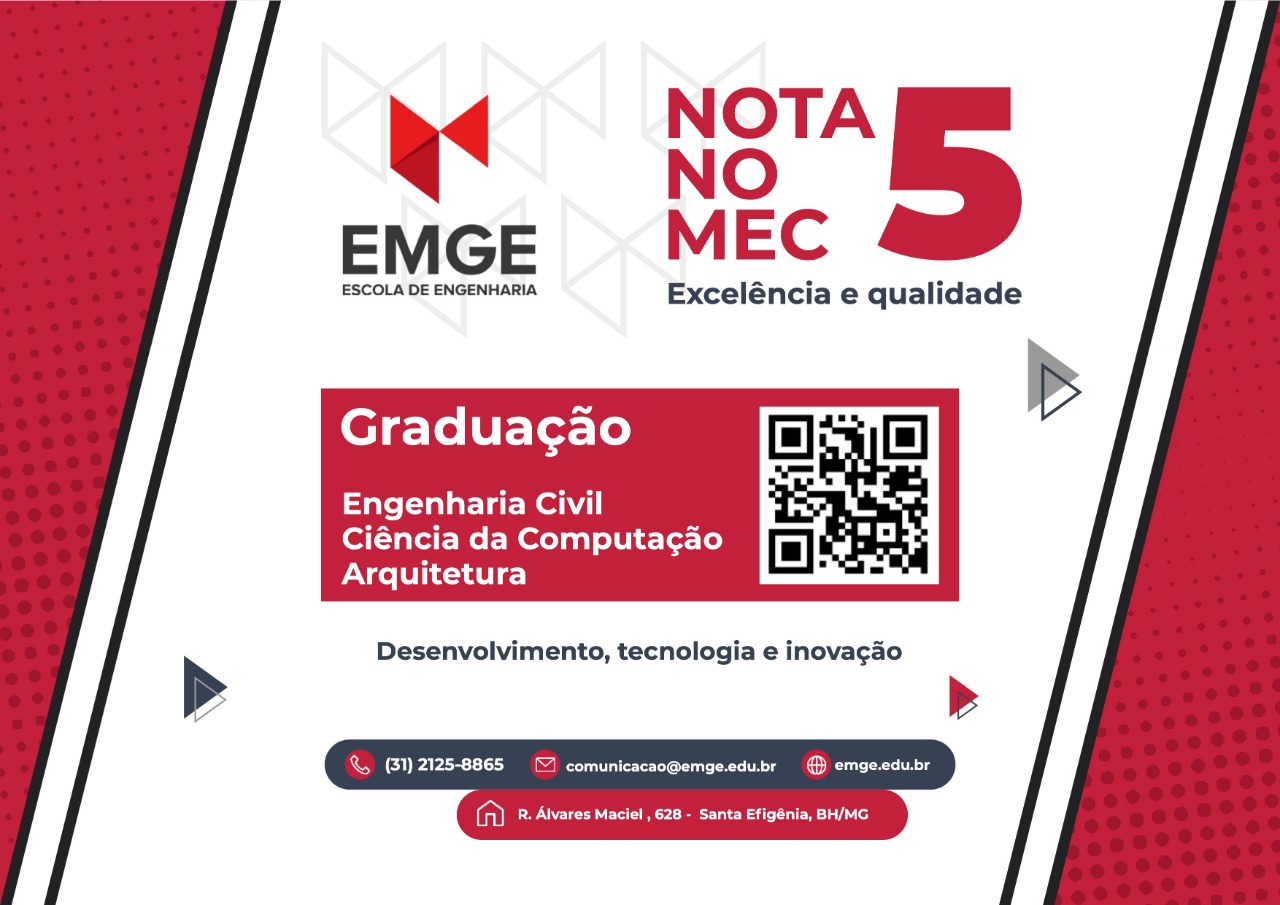 EMGE
ESCOLA DE ENGENHARIA
NOTA 5
NO
MEC
Excelência e qualidade
Graduação
Engenharia Civil
Ciência da Computação
Arquitetura
Desenvolvimento, tecnologia e inovação
(31) 2125-8865 comunicacao@emge.edu.br emge.edu.br
R. Álvares Maciel , 628 - Santa Efigênia, BH/MG